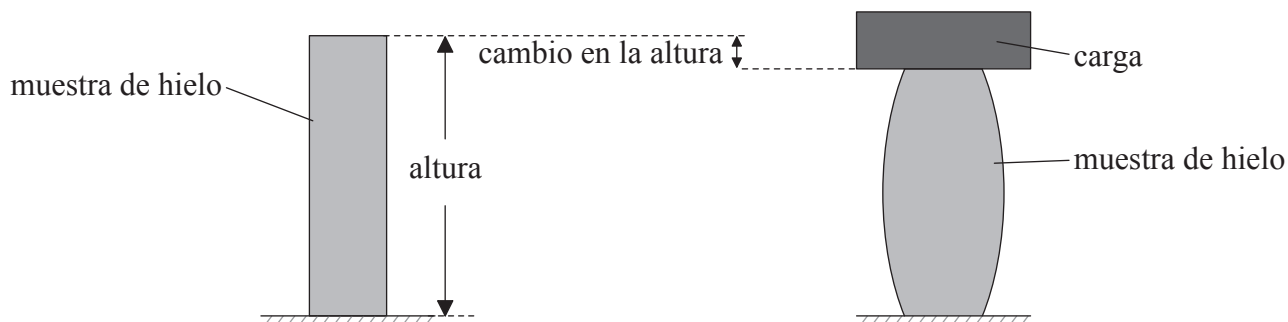 cambio en la altura
carga
muestra de hielo
altura
muestra de hielo